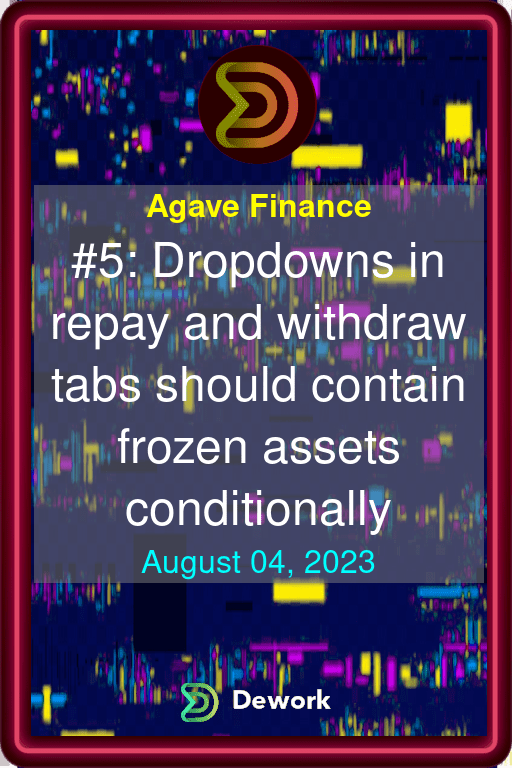 Agave Finance
#5: Dropdowns in
repay and withdraw
tabs should contain
frozen assets
conditionally
August 04, 2023
Dework